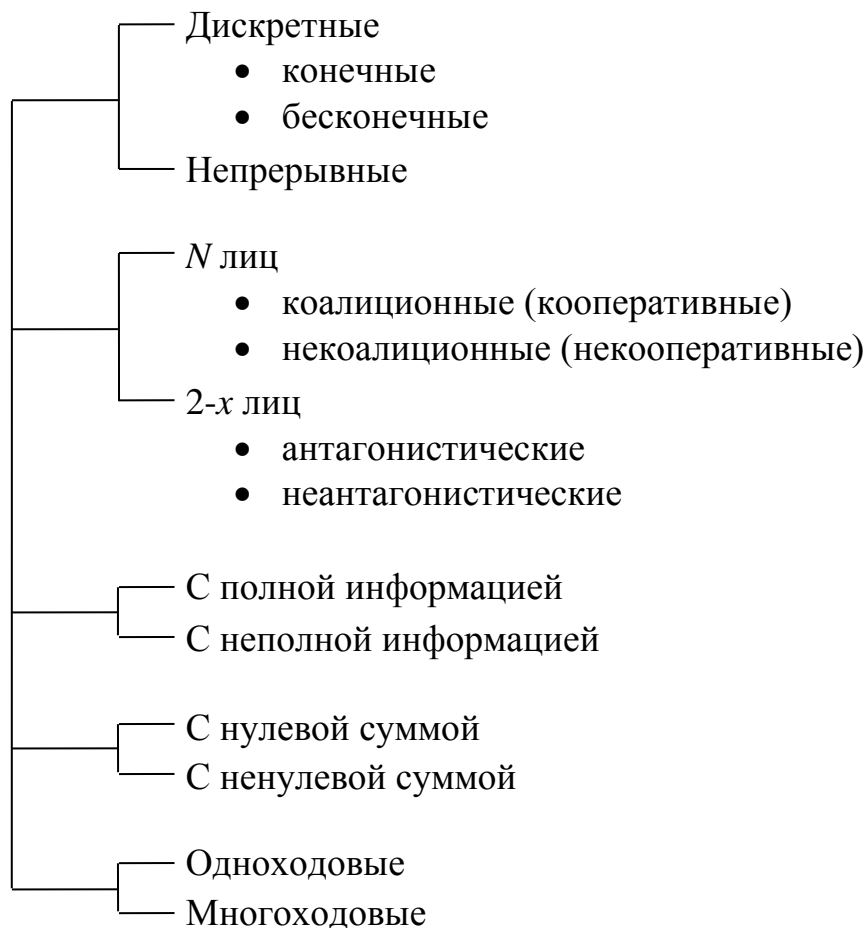 Дискретные
• конечные
• бесконечные
Непрерывные
N лиц
• коалиционные (кооперативные)
• некоалиционные (некооперативные)
2-х лиц
• антагонистические
• неантагонистические
С полной информацией
С неполной информацией
С нулевой суммой
С ненулевой суммой
Одноходовые
Многоходовые